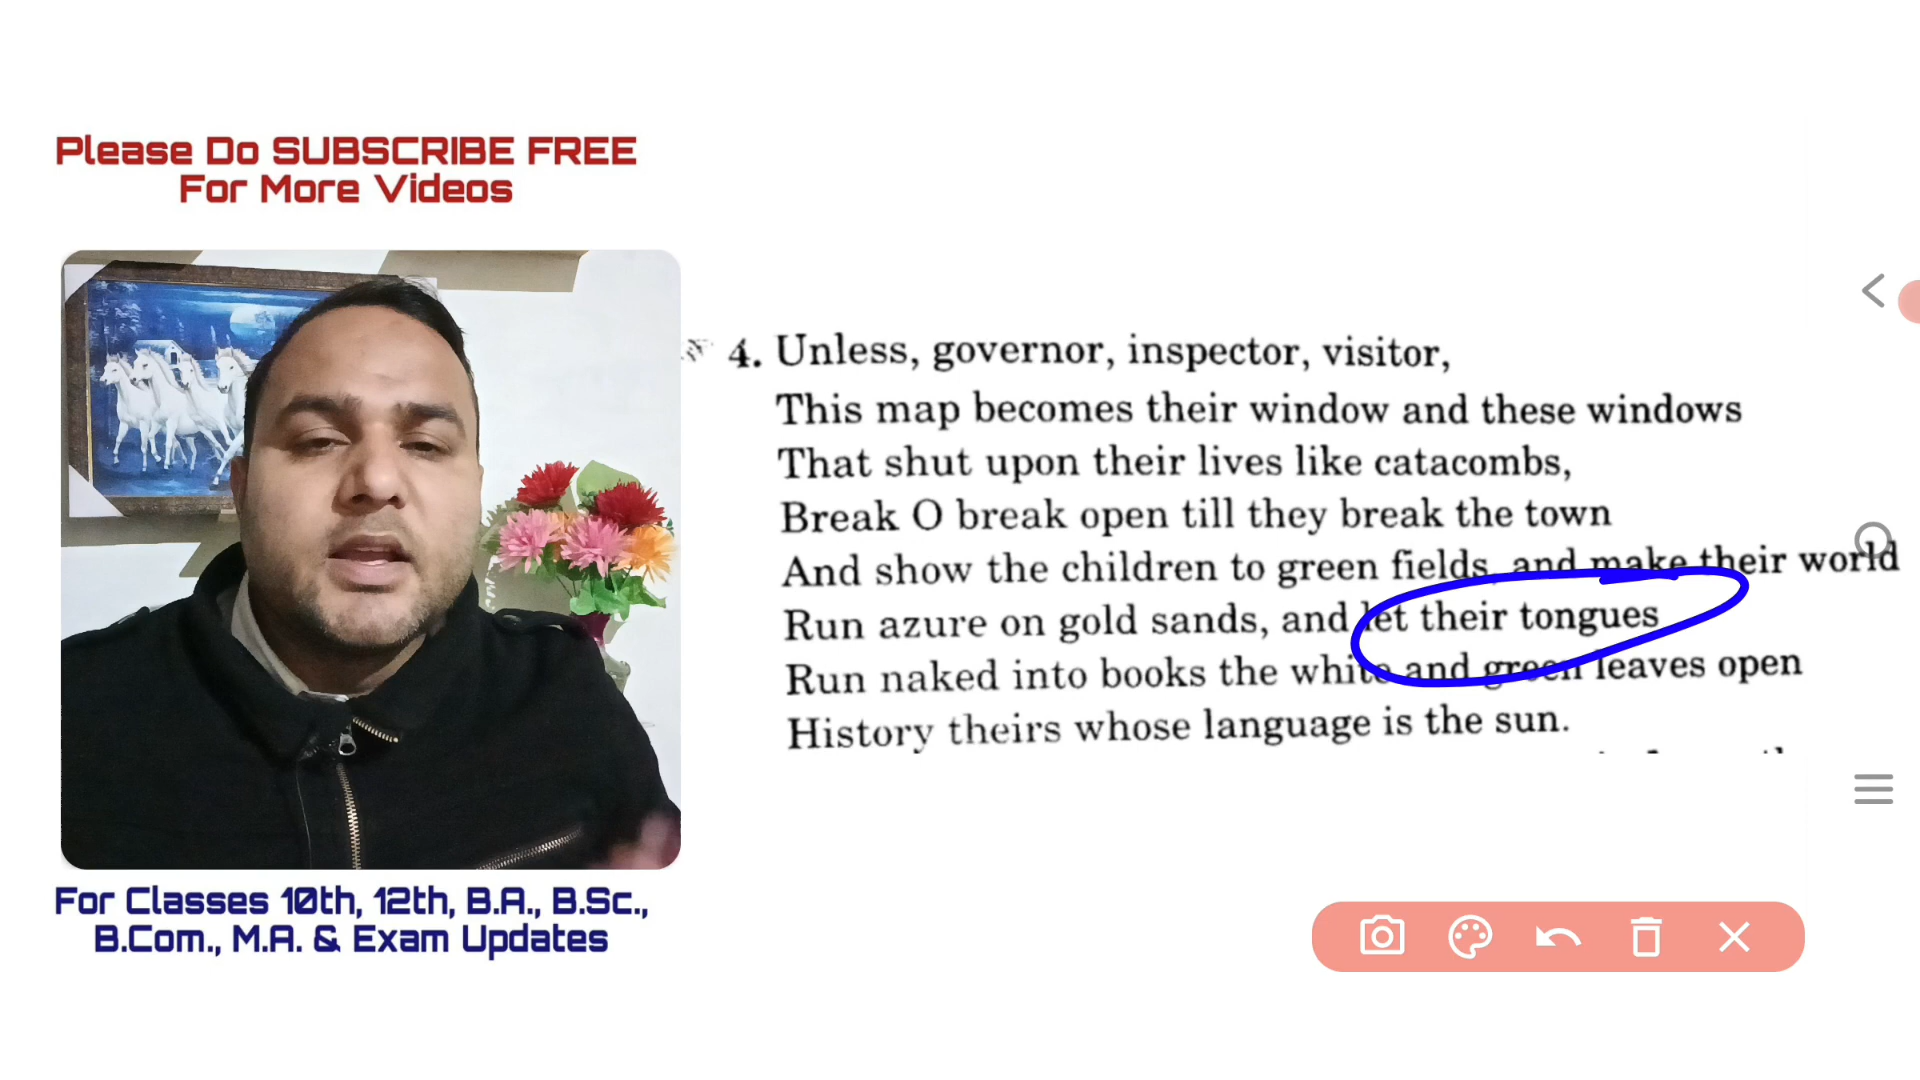 Please Do SUBSCRIBE FREE
For More Videos
4. Unless, governor, inspector, visitor,
This map becomes their window and these windows
That shut upon their lives like catacombs,
Break O break open till they break the town
And show the children to green fields, and make their world
Run azure on gold sands, and let their tongues
Run naked into books the white and green leaves open
History theirs whose language is the sun.
For Classes 10th, 12th, B.A., B.Sc.,
B.Com., M.A. & Exam Updates